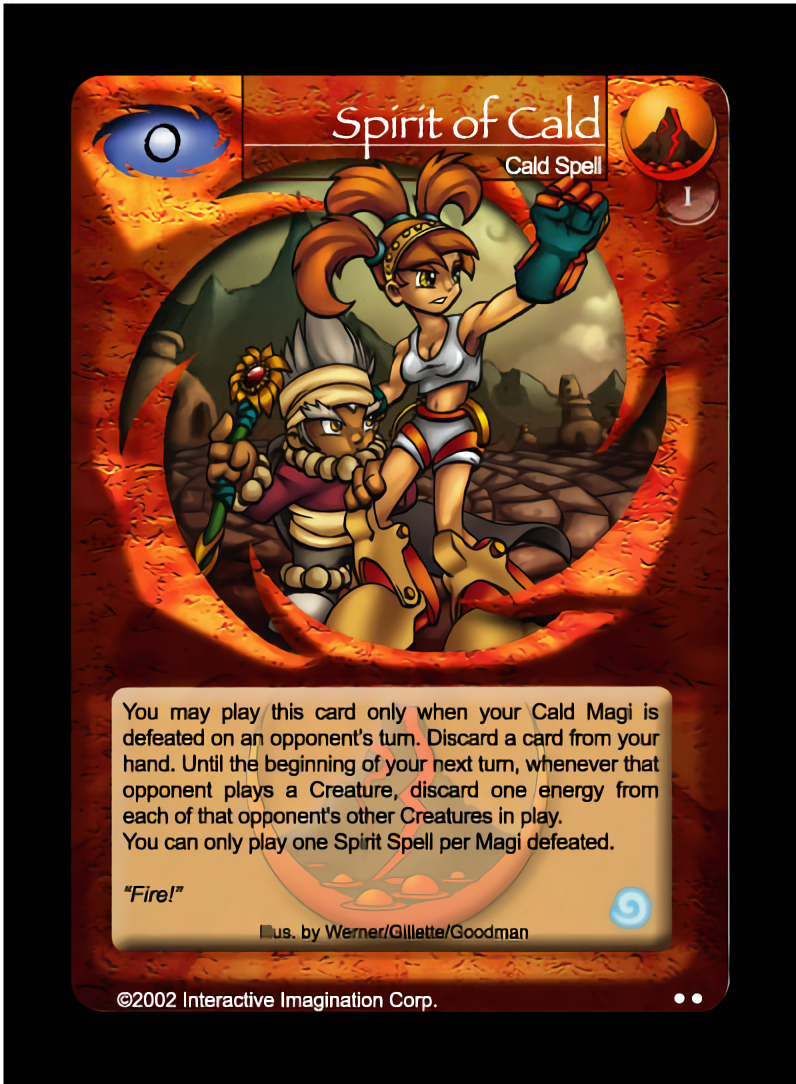 0
Spirit of Cald
Cald Spell
I
You may play this card only when your Cald Magi is
defeated on an opponent's turn. Discard a card from your
hand. Until the beginning of your next turn, whenever that
opponent plays a Creature, discard one energy from
each of that opponent's other Creatures in play.
You can only play one Spirit Spell per Magi defeated.
"Fire!"
Illus. by Werner/Gillette/Goodman
©2002 Interactive Imagination Corp.